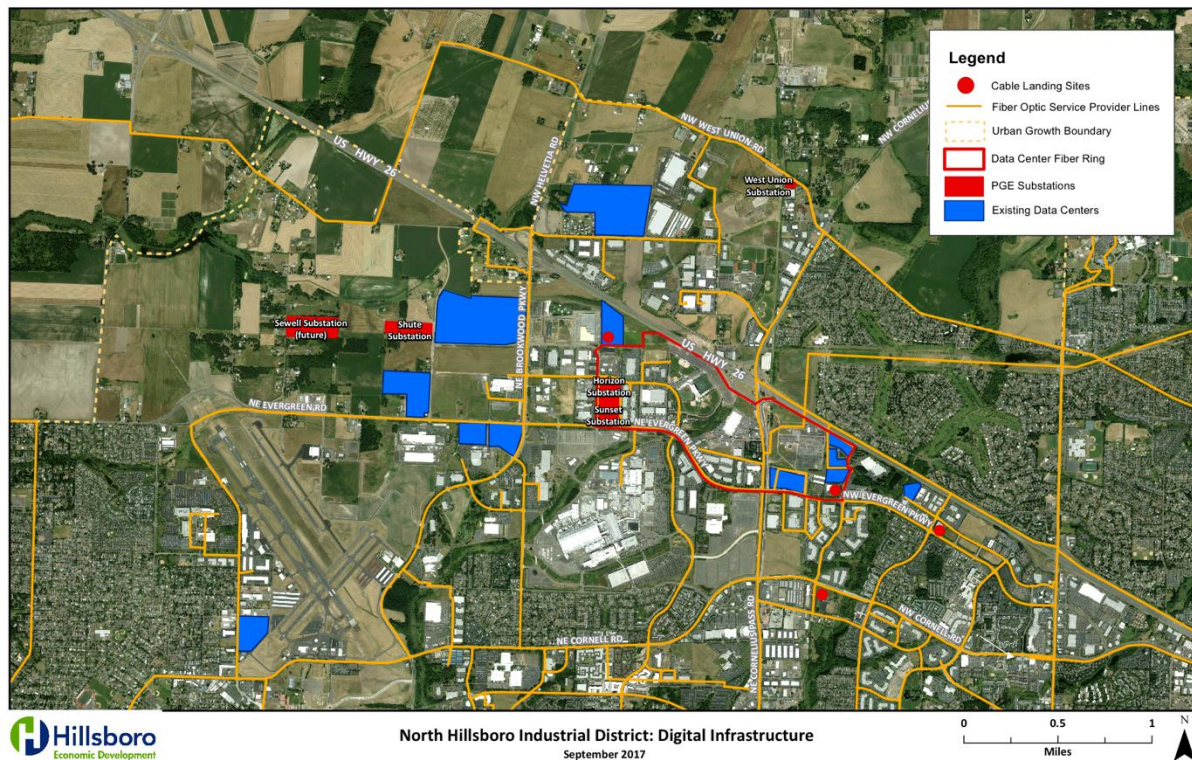 Legend
Cable Landing Sites
Fiber Optic Service Provider Lines
Urban Growth Boundary
Data Center Fiber Ring
PGE Substations
Existing Data Centers
US HWY 26
NW HELVETIA RD
NW WEST UNION RD
NW CORNELIUS
West Union
Substation
Sewell Substation
(future)
Shute
Substation
NE BROOKWOOD PKWY
US HWY 26
Horizon
Substation
Sunset
Substation
NE EVERGREEN RD
NE EVERGREEN PKWY
NW EVERGREEN PKWY
NE CORNELL RD
NE CORNELIUS PASS RD
NW CORNELL RD
Hillsboro
Economic Development
North Hillsboro Industrial District: Digital Infrastructure
September 2017
0 0.5 1
Miles
N